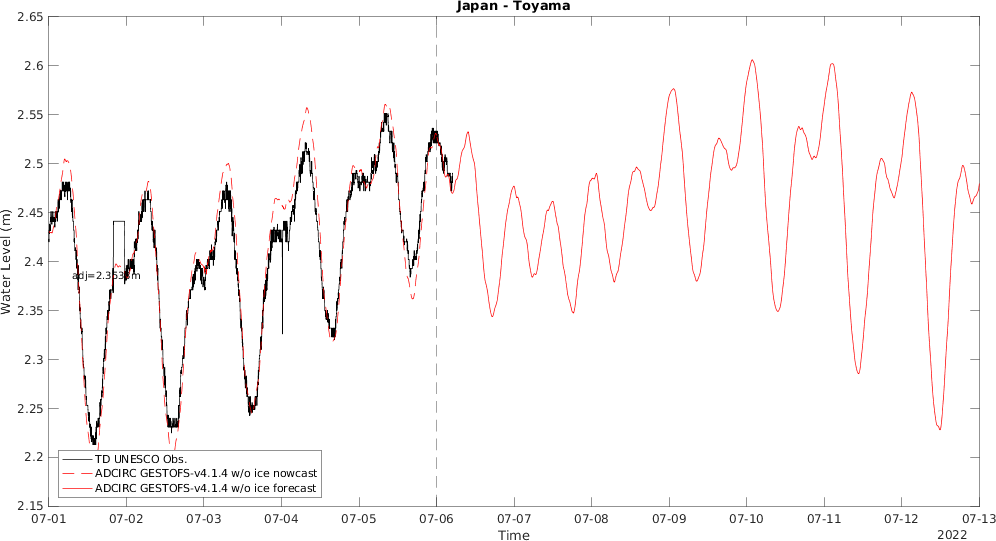 Japan - Toyama
Water Level (m)
2.65
2.6
2.55
2.5
2.45
2.4
2.35
2.3
2.25
2.2
2.15
TD UNESCO Obs.
ADCIRC GESTOFS-v4.1.4 w/o ice nowcast
ADCIRC GESTOFS-v4.1.4 w/o ice forecast
07-01 07-02 07-03 07-04 07-05 07-06 07-07 07-08 07-09 07-10 07-11 07-12 07-13
Time
2022